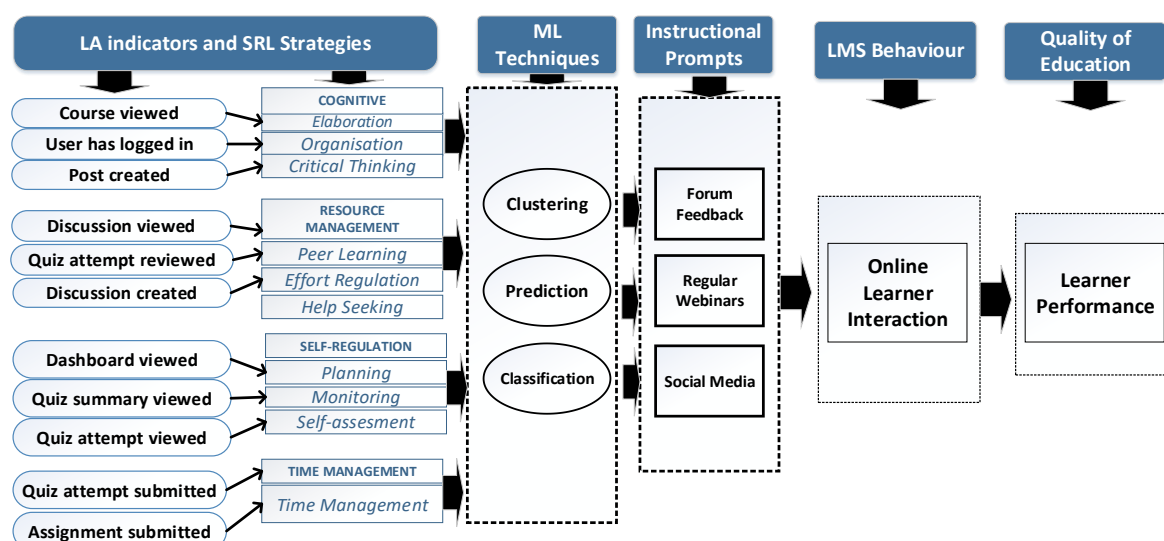 LA indicators and SRL Strategies
ML
Techniques
Instructional
Prompts
LMS Behaviour
Quality of
Education
Course viewed
User has logged in
Post created
COGNITIVE
Elaboration
Organisation
Critical Thinking
Discussion viewed
Quiz attempt reviewed
Discussion created
RESOURCE
MANAGEMENT
Peer Learning
Effort Regulation
Help Seeking
Dashboard viewed
Quiz summary viewed
Quiz attempt viewed
SELF-REGULATION
Planning
Monitoring
Self-assesment
Quiz attempt submitted
Assignment submitted
TIME MANAGEMENT
Time Management
Clustering
Prediction
Classification
Forum
Feedback
Regular
Webinars
Social Media
Online
Learner
Interaction
Learner
Performance